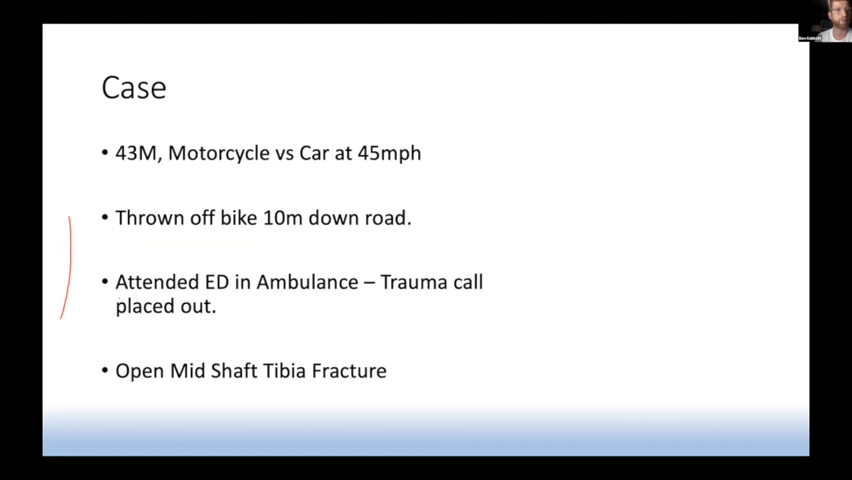 Case
• 43M, Motorcycle vs Car at 45mph
• Thrown off bike 10m down road.
• Attended ED in Ambulance – Trauma call
placed out.
• Open Mid Shaft Tibia Fracture